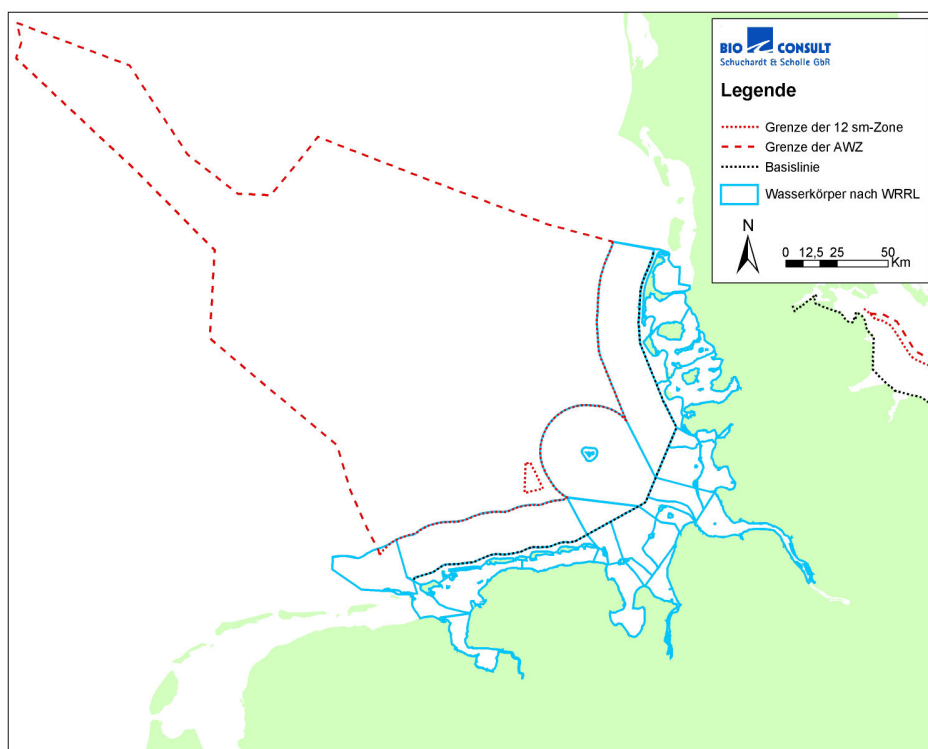 BIO CONSULT
Schuchardt & Scholle GbR
Legende
Grenze der 12 sm-Zone
Grenze der AWZ
Basislinie
Wasserkörper nach WRRL
N
0 12,5 25 50
Km